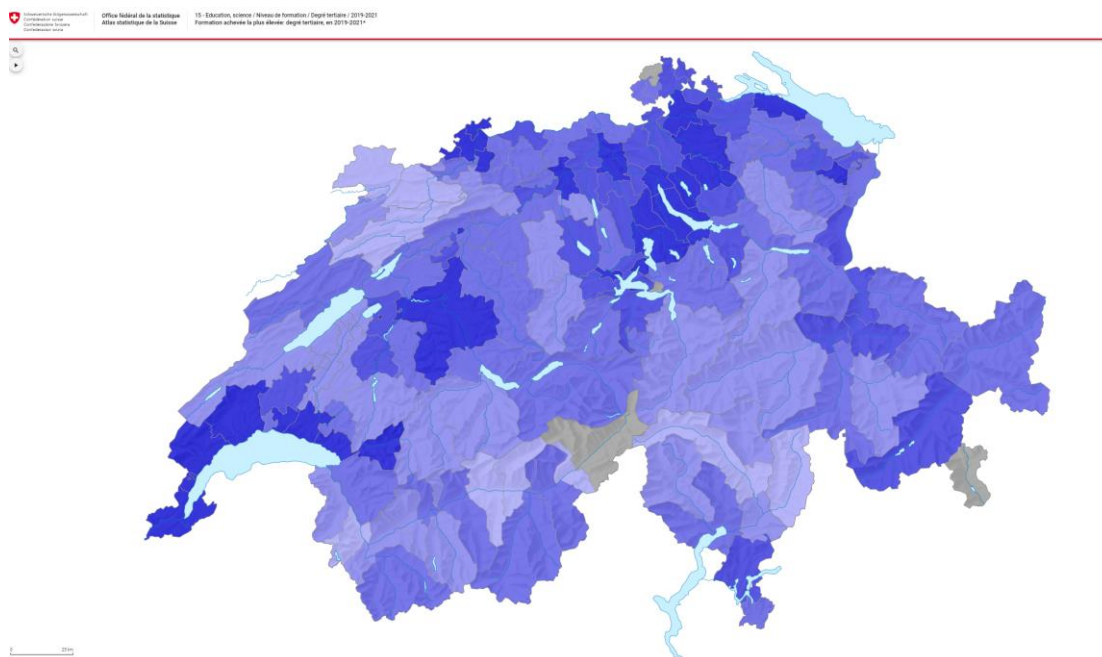 Schweizerische Eidgenossenschaft
Confédération suisse
Confederazione Svizzera
Confederaziun svizra
Office fédéral de la statistique
Atlas statistique de la Suisse
15 - Education, science / Niveau de formation / Degré tertiaire / 2019-2021
Formation achevée la plus élevée: degré tertiaire, en 2019-2021*
0 25 km